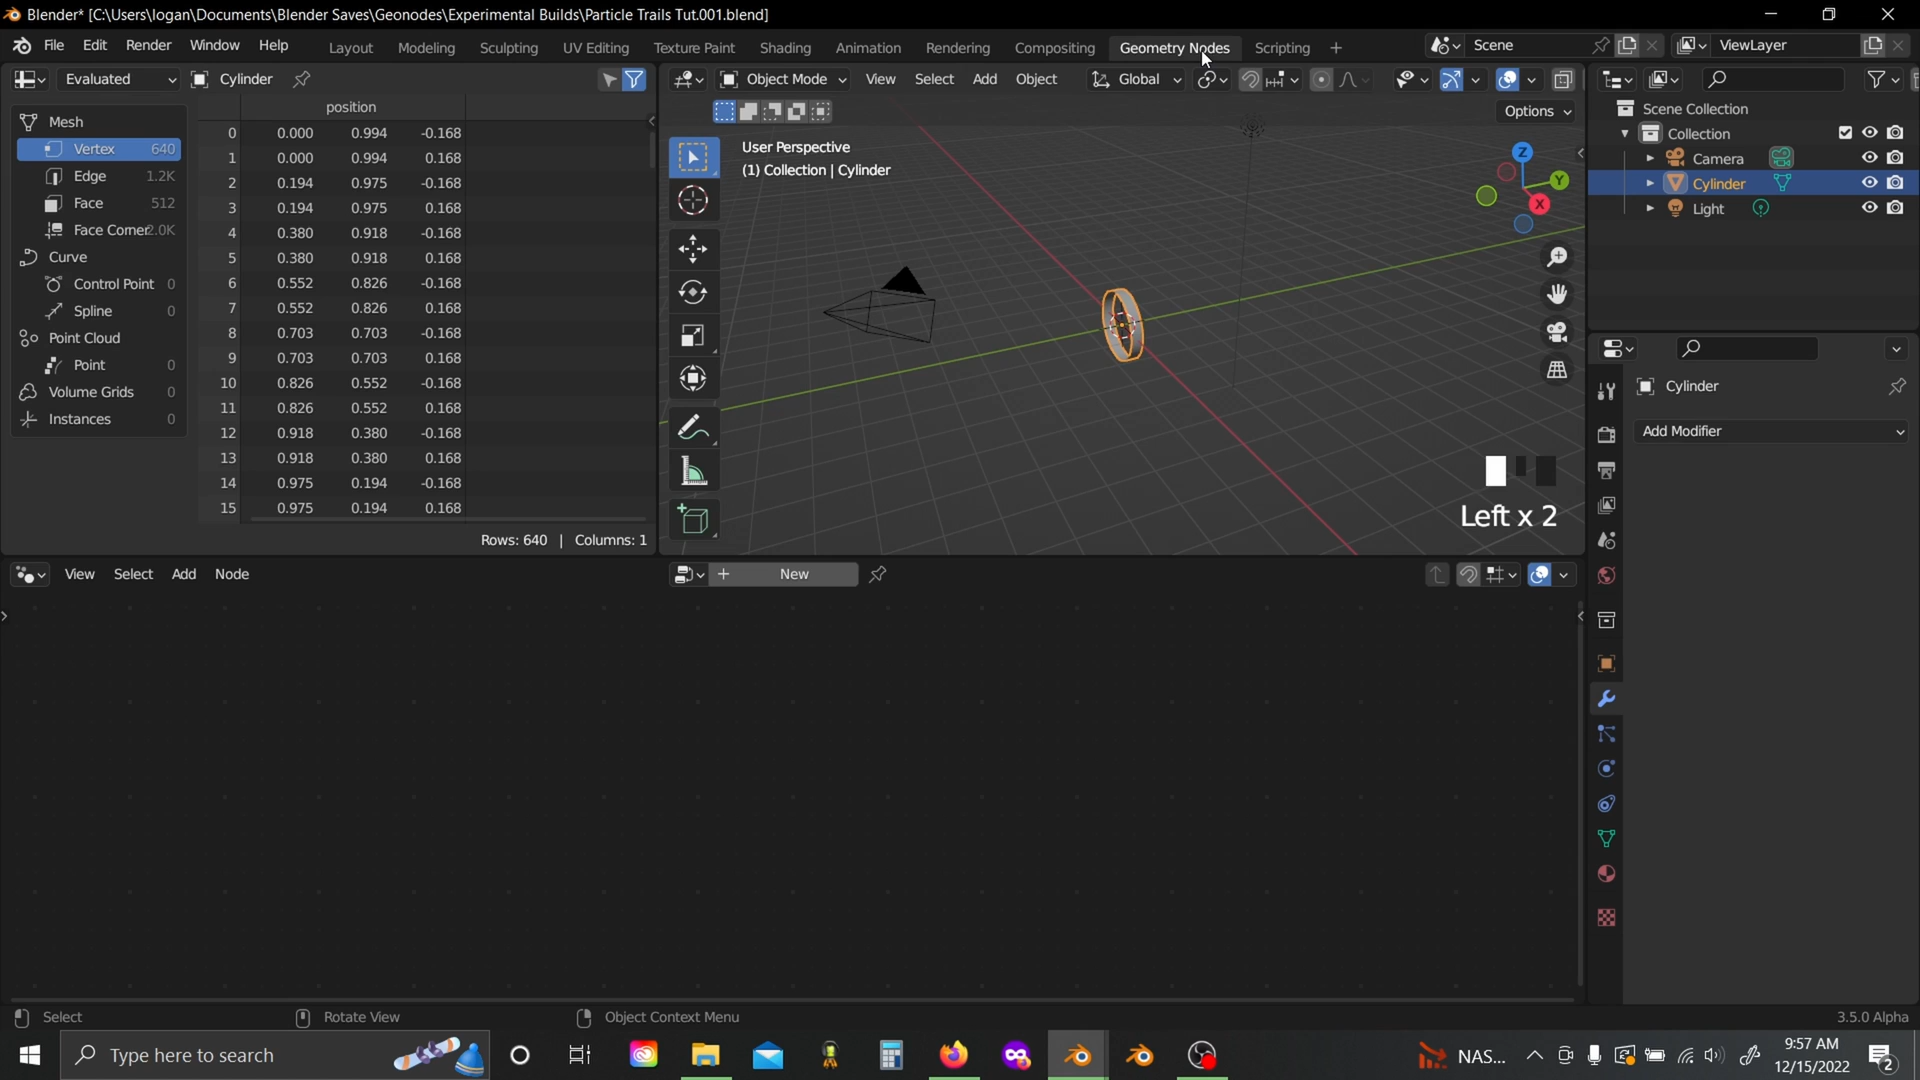 Blender* [C:\Users\logan\Documents\Blender Saves\Geonodes\Experimental Builds\Particle Trails Tut.001.blend]
File Edit Render Window Help Layout Modeling Sculpting UV Editing Texture Paint Shading Animation Rendering Compositing Geometry Nodes Scripting + Scene ViewLayer
Evaluated Cylinder
Object Mode View Select Add Object Global
Options
position
Mesh
Vertex 640
Edge 1.2K
Face 512
Face Corner 2.0K
Curve
Control Point 0
Spline 0
Point Cloud
Point 0
Volume Grids 0
Instances 0
0 0.000 0.994 -0.168
1 0.000 0.994 0.168
2 0.194 0.975 -0.168
3 0.194 0.975 0.168
4 0.380 0.918 -0.168
5 0.380 0.918 0.168
6 0.552 0.826 -0.168
7 0.552 0.826 0.168
8 0.703 0.703 -0.168
9 0.703 0.703 0.168
10 0.826 0.552 -0.168
11 0.826 0.552 0.168
12 0.918 0.380 -0.168
13 0.918 0.380 0.168
14 0.975 0.194 -0.168
15 0.975 0.194 0.168
Rows: 640 | Columns: 1
User Perspective
(1) Collection | Cylinder
Z
Y
X
Left x 2
Scene Collection
Collection
Camera
Cylinder
Light
Cylinder
Add Modifier
View Select Add Node + New
Select Rotate View Object Context Menu 3.5.0 Alpha
Type here to search NAS... 9:57 AM
12/15/2022 2